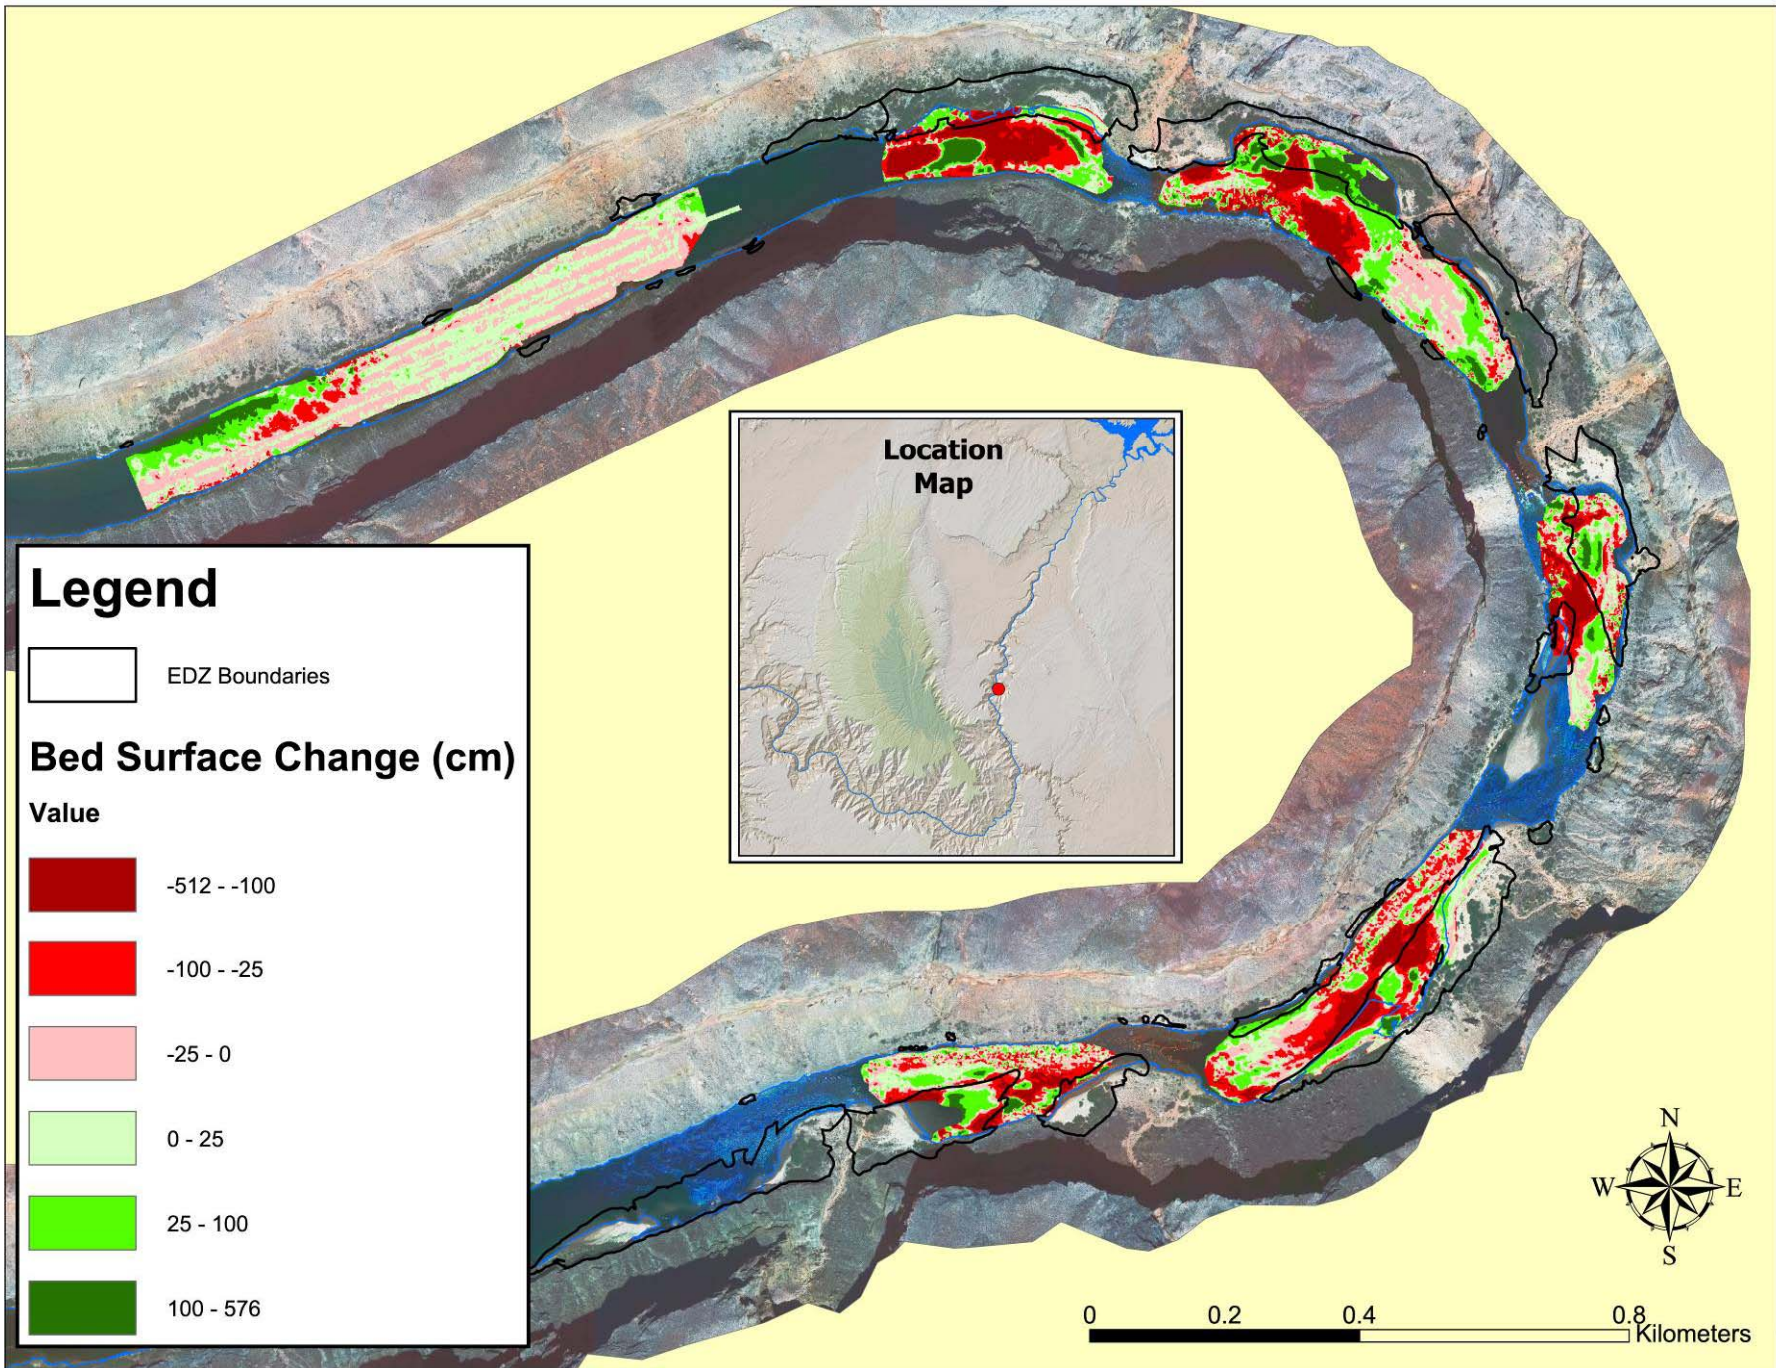 Location
Map
Legend
EDZ Boundaries
Bed Surface Change (cm)
Value
-512 - -100
-100 - -25
-25 - 0
0 - 25
25 - 100
100 - 576
N
W E
S
0 0.2 0.4 0.8
Kilometers